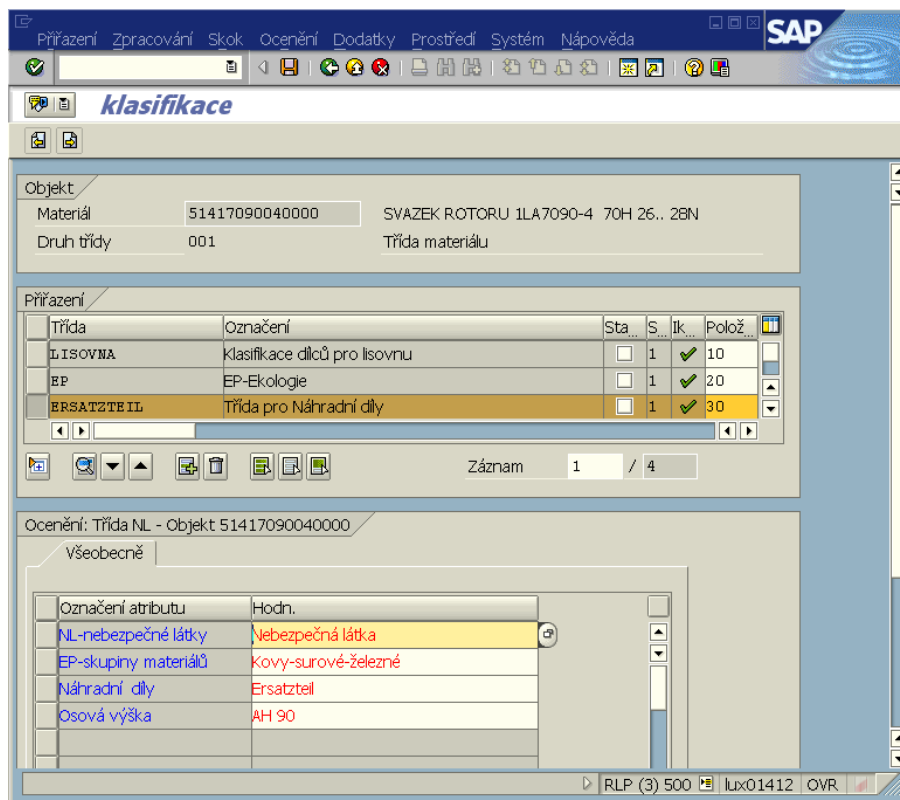 Přiřazení Zpracování Skok Ocenění Dodatky Prostředí Systém Nápověda
SAP
klasifikace
Objekt
Materiál 51417090040000 SVAZEK ROTORU 1LA7090-4 70H 26.. 28N
Druh třídy 001 Třída materiálu
Přiřazení
Třída Označení Sta... S... Ik... Polož...
LISOVNA Klasifikace dílců pro lisovnu 1 10
EP EP-Ekologie 1 20
ERSATZTEIL Třída pro Náhradní díly 1 30
Záznam 1 / 4
Ocenění: Třída NL - Objekt 51417090040000
Všeobecně
Označení atributu Hodn.
NL-nebezpečné látky Nebezpečná látka
EP-skupiny materiálů Kovy-surové-železné
Náhradní díly Ersatzteil
Osová výška AH 90
RLP (3) 500 lux01412 OVR